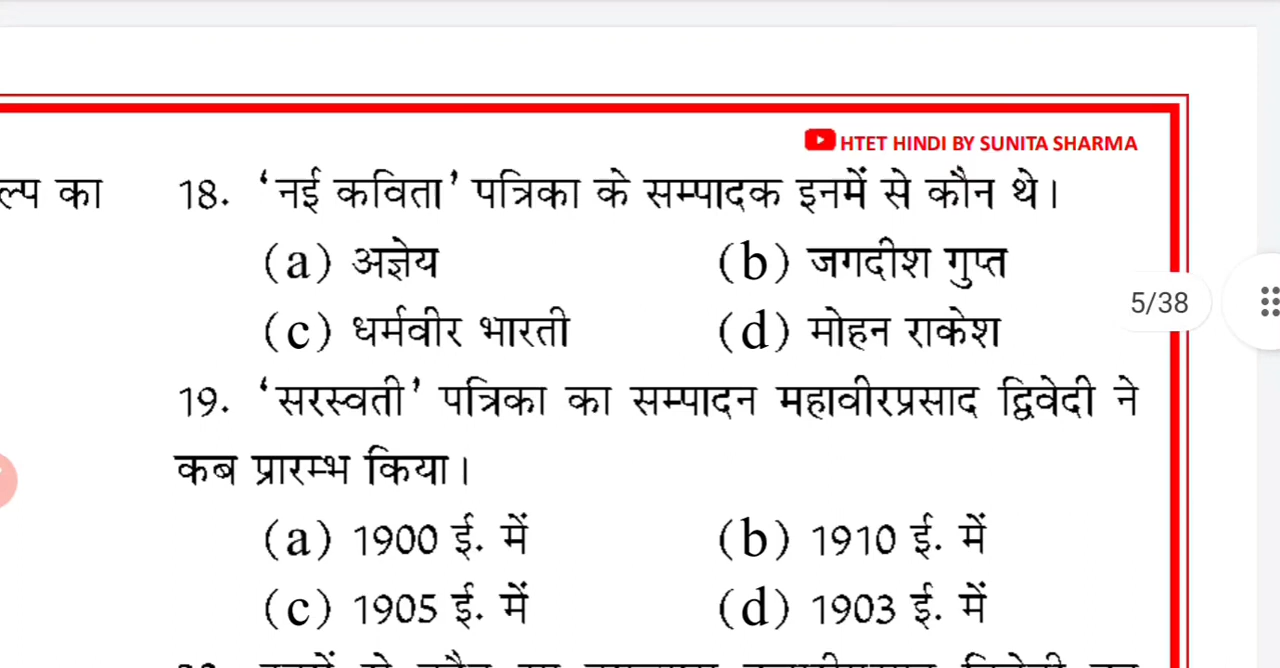 HTET HINDI BY SUNITA SHARMA
ल्प का
18. ‘नई कविता’ पत्रिका के सम्पादक इनमें से कौन थे।
(a) अज्ञेय (b) जगदीश गुप्त
5/38
(c) धर्मवीर भारती (d) मोहन राकेश
19. ‘सरस्वती’ पत्रिका का सम्पादन महावीरप्रसाद द्विवेदी ने
कब प्रारम्भ किया।
(a) 1900 ई. में (b) 1910 ई. में
(c) 1905 ई. में (d) 1903 ई. में